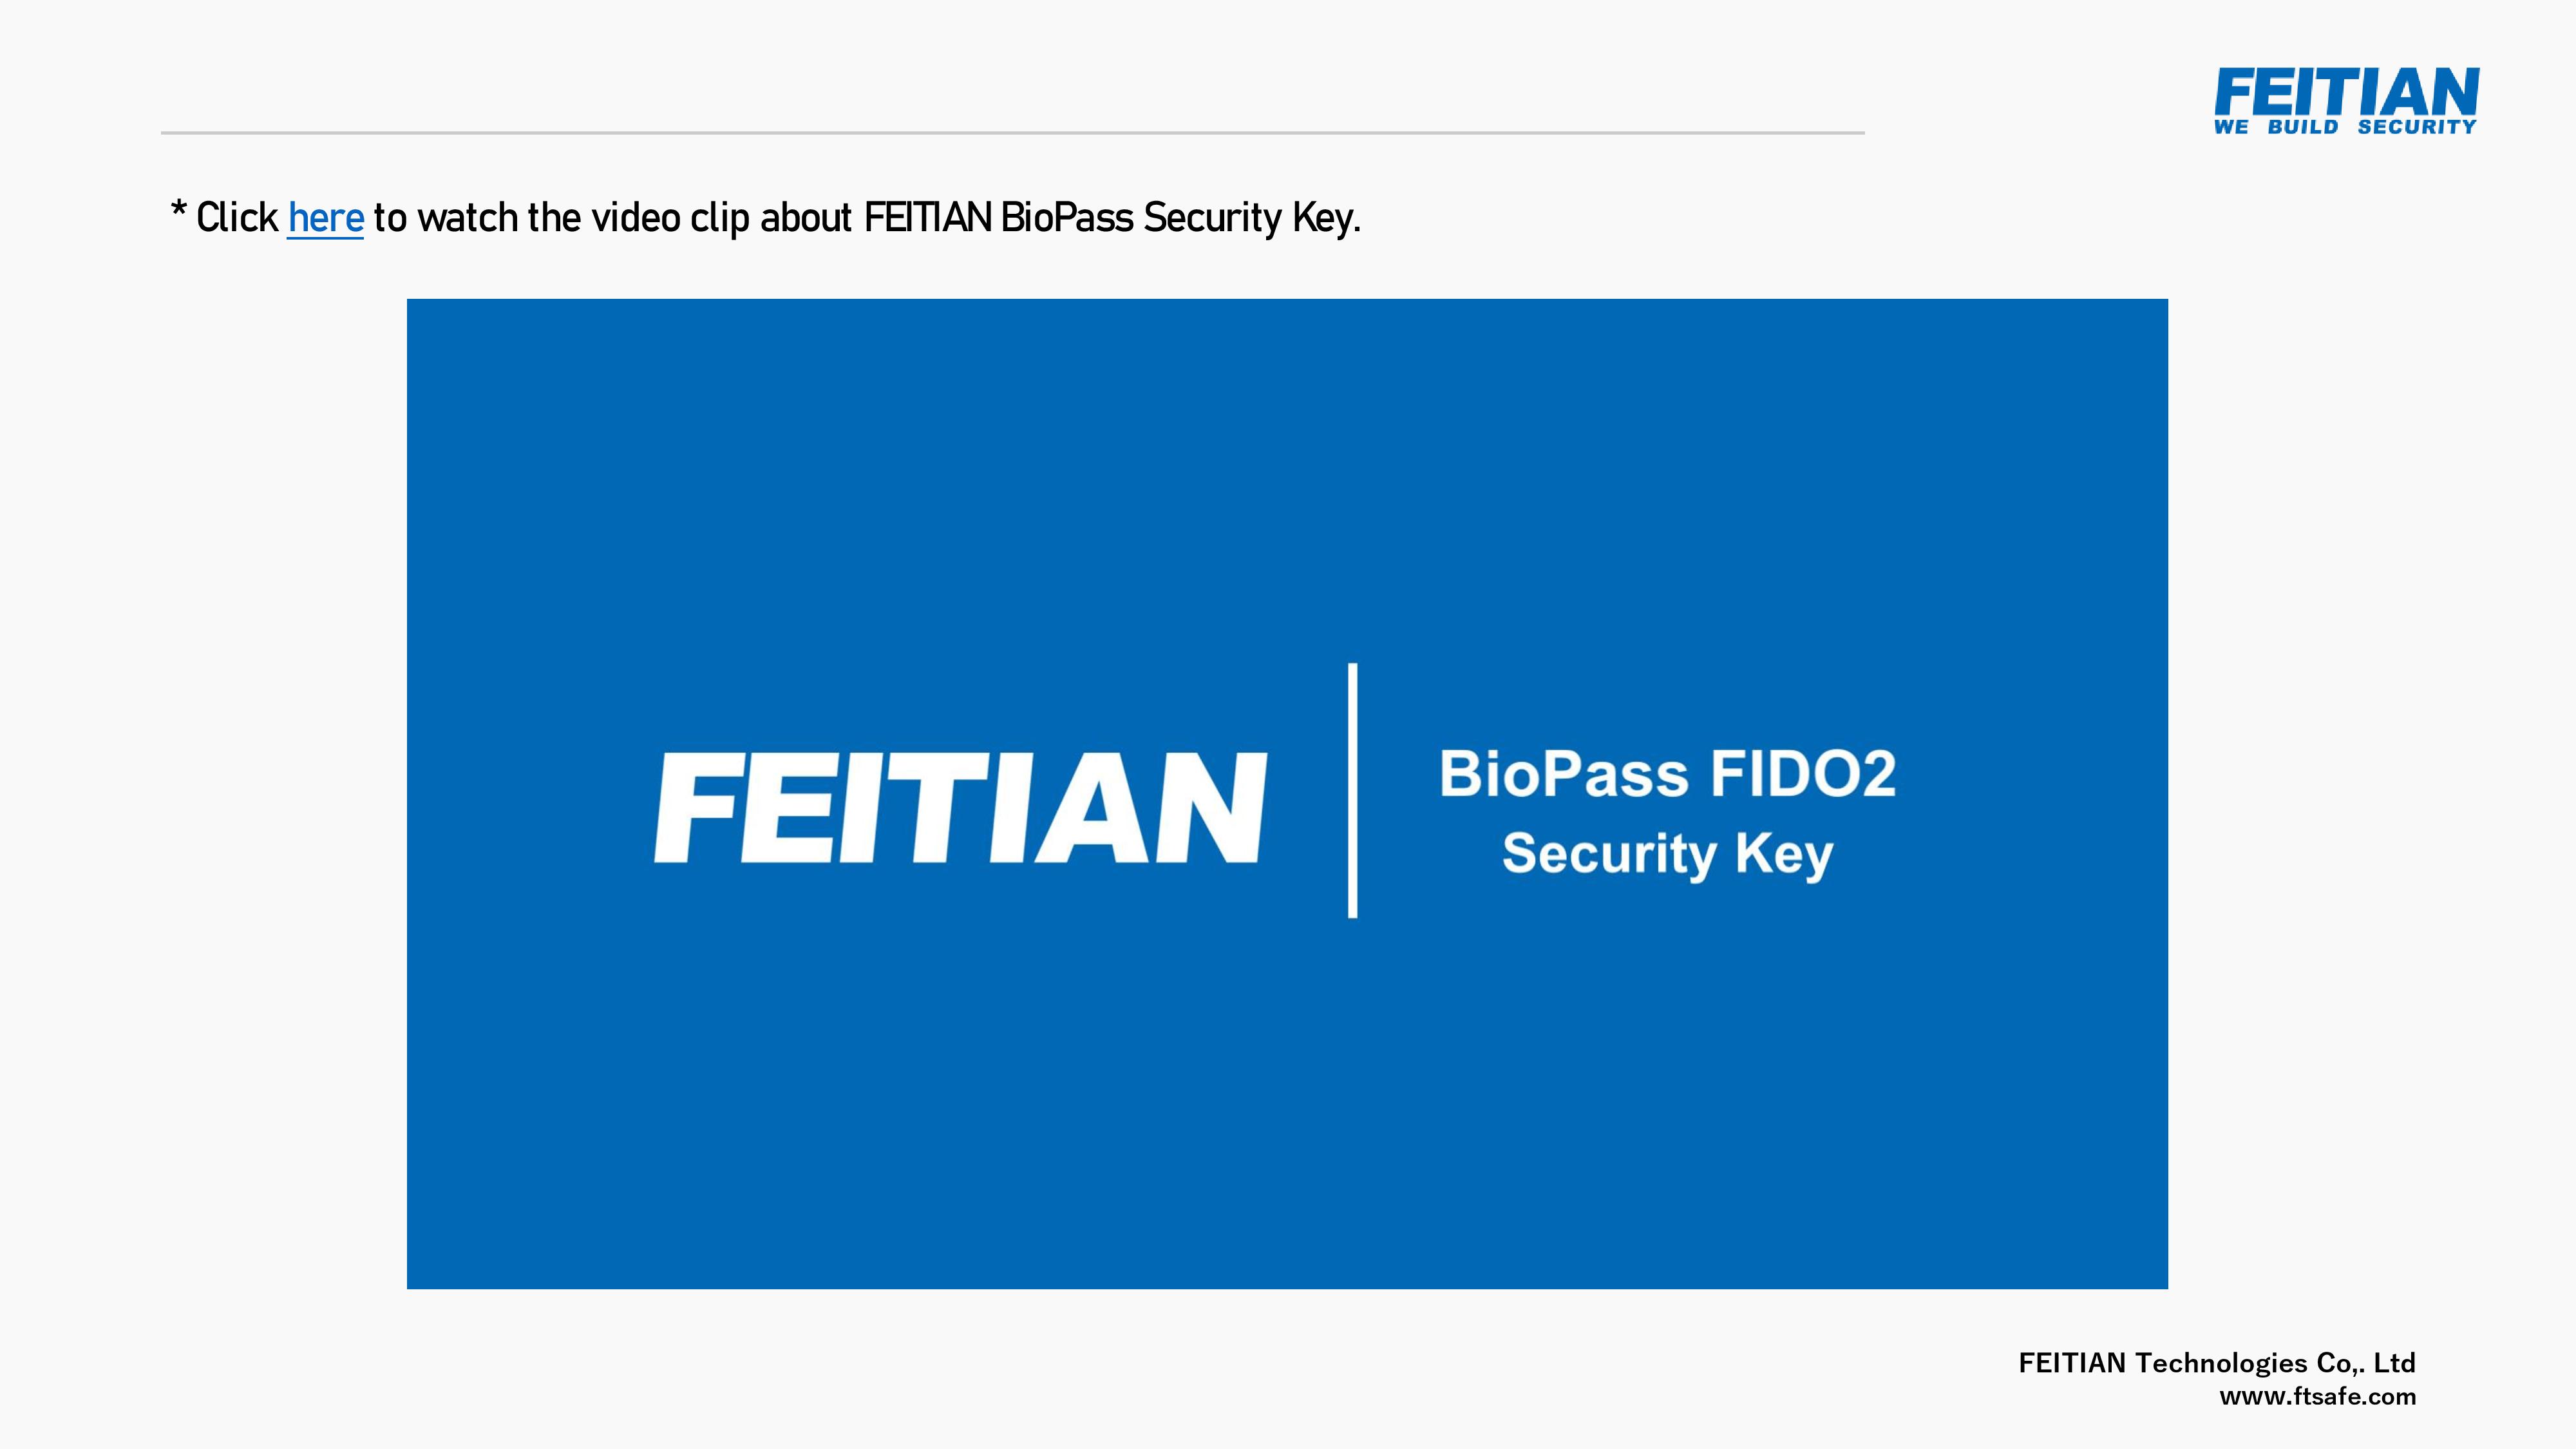 FEITIAN
WE BUILD SECURITY
* Click here to watch the video clip about FEITIAN BioPass Security Key.
FEITIAN
BioPass FIDO2
Security Key
FEITIAN Technologies Co,. Ltd
www.ftsafe.com